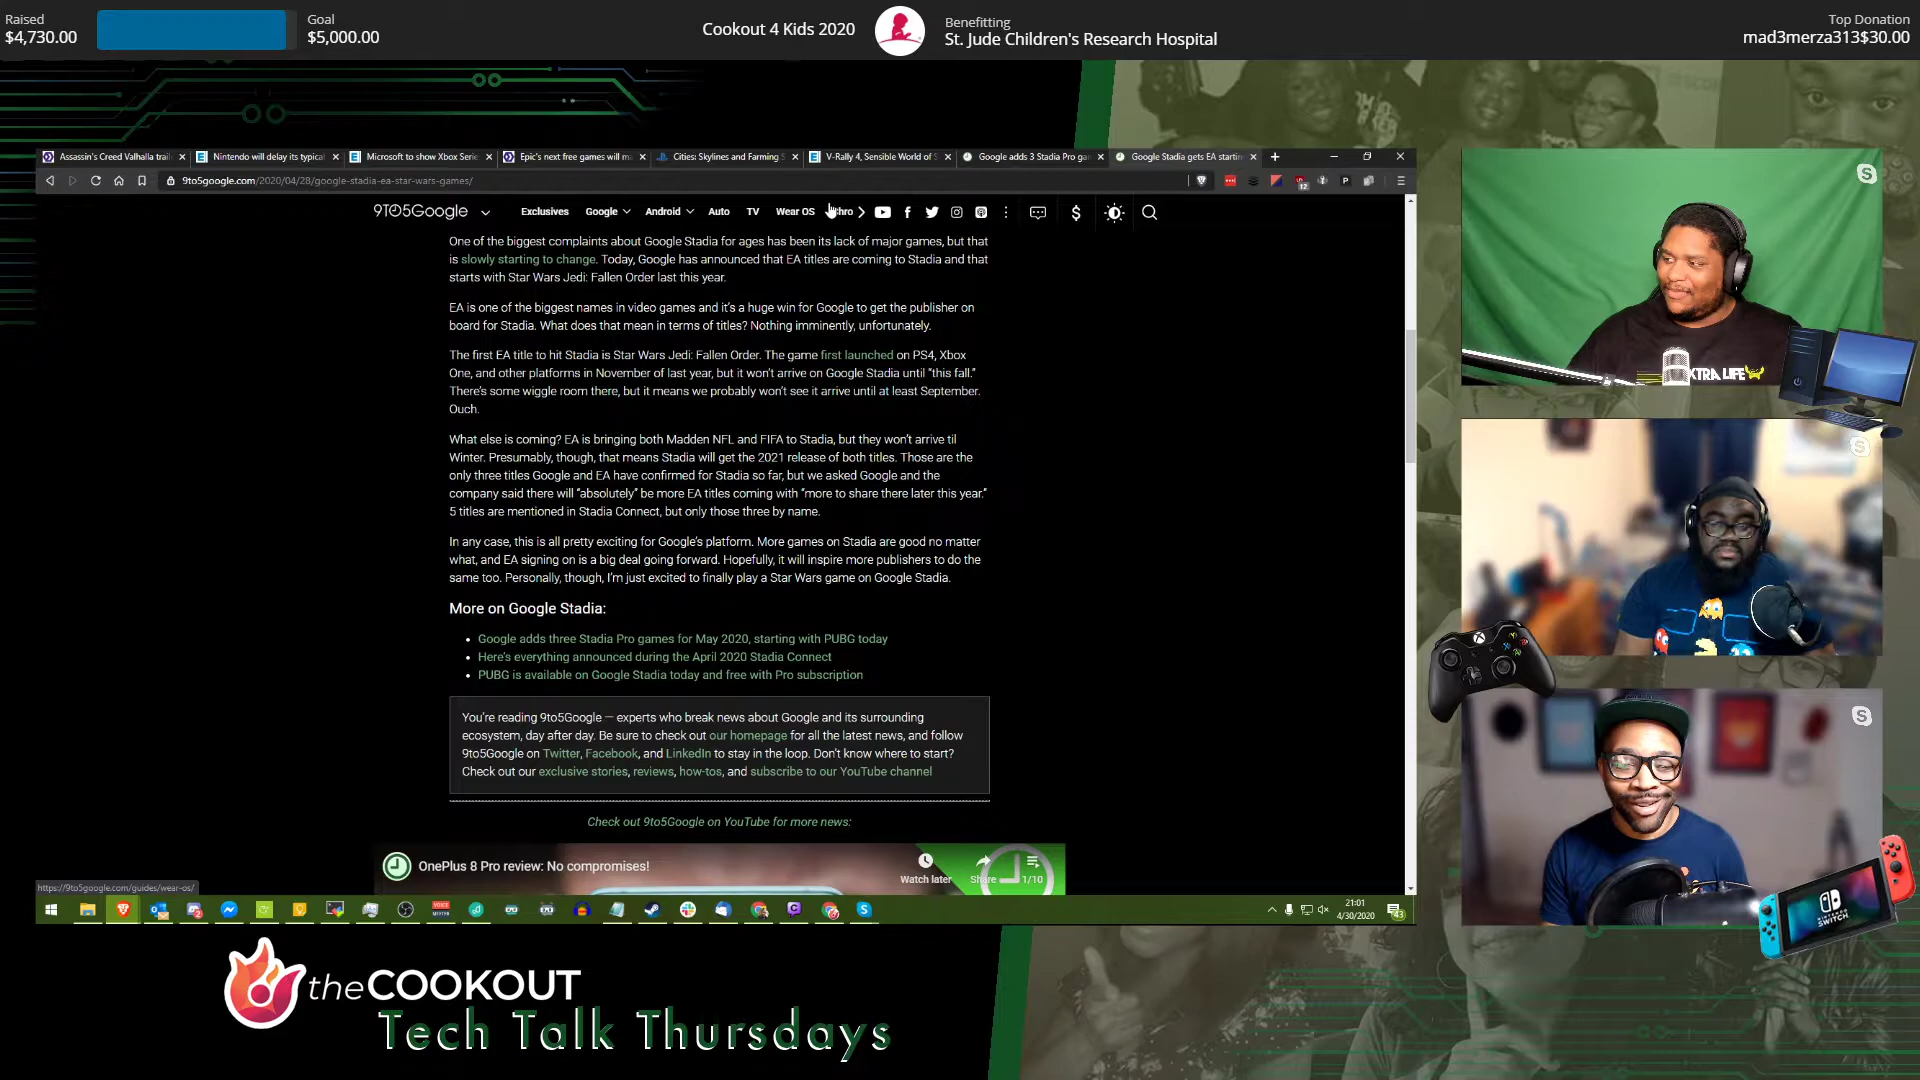 Raised
$4,730.00
Goal
$5,000.00
Cookout 4 Kids 2020
Benefitting
St. Jude Children's Research Hospital
Top Donation
mad3merza313$30.00
Assassin's Creed Valhalla trail
Nintendo will delay its typical
Microsoft to show Xbox Serie
Epic's next free games will ma
Cities: Skylines and Farming S
V-Rally 4, Sensible World of S
Google adds 3 Stadia Pro ga
Google Stadia gets EA startin
9to5google.com/2020/04/28/google-stadia-ea-star-wars-games/
12
9TO5Google
Exclusives
Google
Android
Auto
TV
Wear OS
Chro
One of the biggest complaints about Google Stadia for ages has been its lack of major games, but that
is slowly starting to change. Today, Google has announced that EA titles are coming to Stadia and that
starts with Star Wars Jedi: Fallen Order last this year.
EA is one of the biggest names in video games and it's a huge win for Google to get the publisher on
board for Stadia. What does that mean in terms of titles? Nothing imminently, unfortunately.
The first EA title to hit Stadia is Star Wars Jedi: Fallen Order. The game first launched on PS4, Xbox
One, and other platforms in November of last year, but it won't arrive on Google Stadia until “this fall.”
There's some wiggle room there, but it means we probably won't see it arrive until at least September.
Ouch.
What else is coming? EA is bringing both Madden NFL and FIFA to Stadia, but they won't arrive til
Winter. Presumably, though, that means Stadia will get the 2021 release of both titles. Those are the
only three titles Google and EA have confirmed for Stadia so far, but we asked Google and the
company said there will “absolutely” be more EA titles coming with “more to share there later this year.”
5 titles are mentioned in Stadia Connect, but only those three by name.
In any case, this is all pretty exciting for Google's platform. More games on Stadia are good no matter
what, and EA signing on is a big deal going forward. Hopefully, it will inspire more publishers to do the
same too. Personally, though, I'm just excited to finally play a Star Wars game on Google Stadia.
More on Google Stadia:
Google adds three Stadia Pro games for May 2020, starting with PUBG today
Here's everything announced during the April 2020 Stadia Connect
PUBG is available on Google Stadia today and free with Pro subscription
You're reading 9to5Google — experts who break news about Google and its surrounding
ecosystem, day after day. Be sure to check out our homepage for all the latest news, and follow
9to5Google on Twitter, Facebook, and LinkedIn to stay in the loop. Don't know where to start?
Check out our exclusive stories, reviews, how-tos, and subscribe to our YouTube channel
Check out 9to5Google on YouTube for more news:
OnePlus 8 Pro review: No compromises!
Watch later
Share
1/10
https://9to5google.com/guides/wear-os/
21:01
4/30/2020
43
XTRA LIFE
NINTENDO
SWITCH
theCOOKOUT
Tech Talk Thursdays